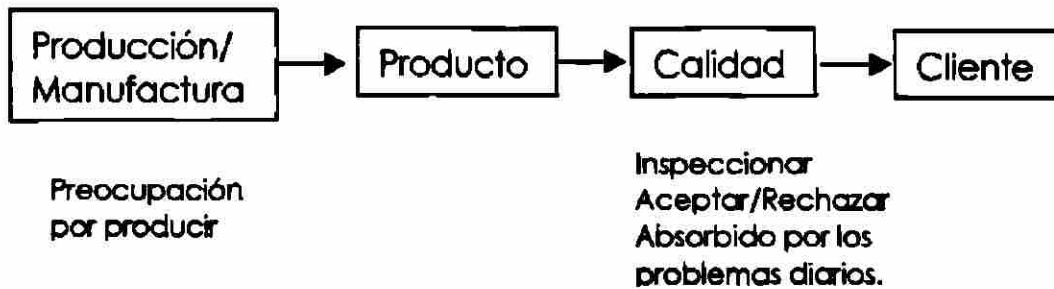 Producción/
Manufactura
Producto
Calidad
Cliente
Preocupación
por producir
Inspeccionar
Aceptar/Rechazar
Absorbido por los
problemas diarios.